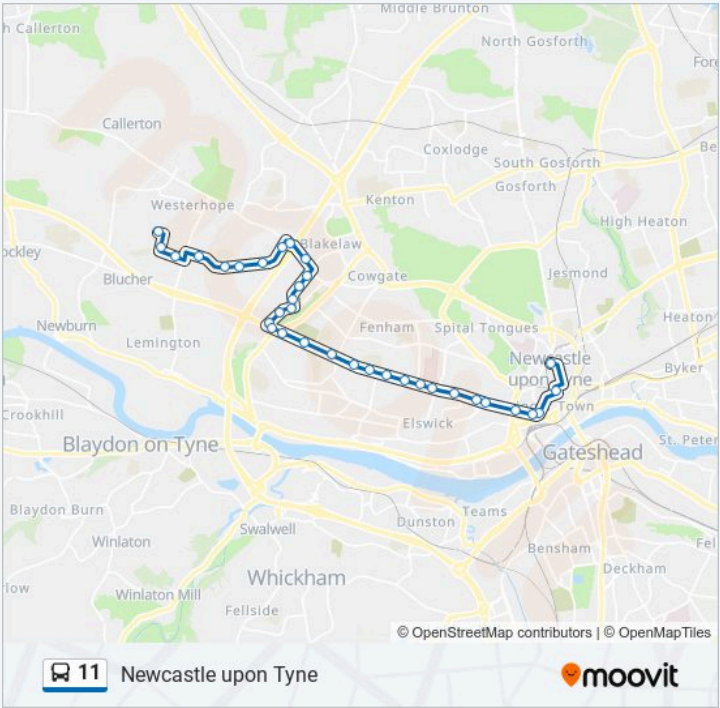 Middle Brunton
h Callerton
North Gosforth
Fore
Callerton
Coxlodge
South Gosforth
Be
Gosforth
Kenton
Westerhope
High Heaton
Blakelaw
ockley
Jesmond
Blucher
Cowgate
Heaton
Newburn
Fenham
Spital Tongues
Lemington
Newcastle
upon Tyne
Byker
Town
Crookhill
Elswick
St. Peter
Blaydon on Tyne
Gateshead
Blaydon Burn
Teams
Dunston
Swalwell
Winlaton
Bensham
Fel
Deckham
Whickham
low
Winlaton Mill
Fellside
© OpenStreetMap contributors | © OpenMapTiles
11 Newcastle upon Tyne
moovit